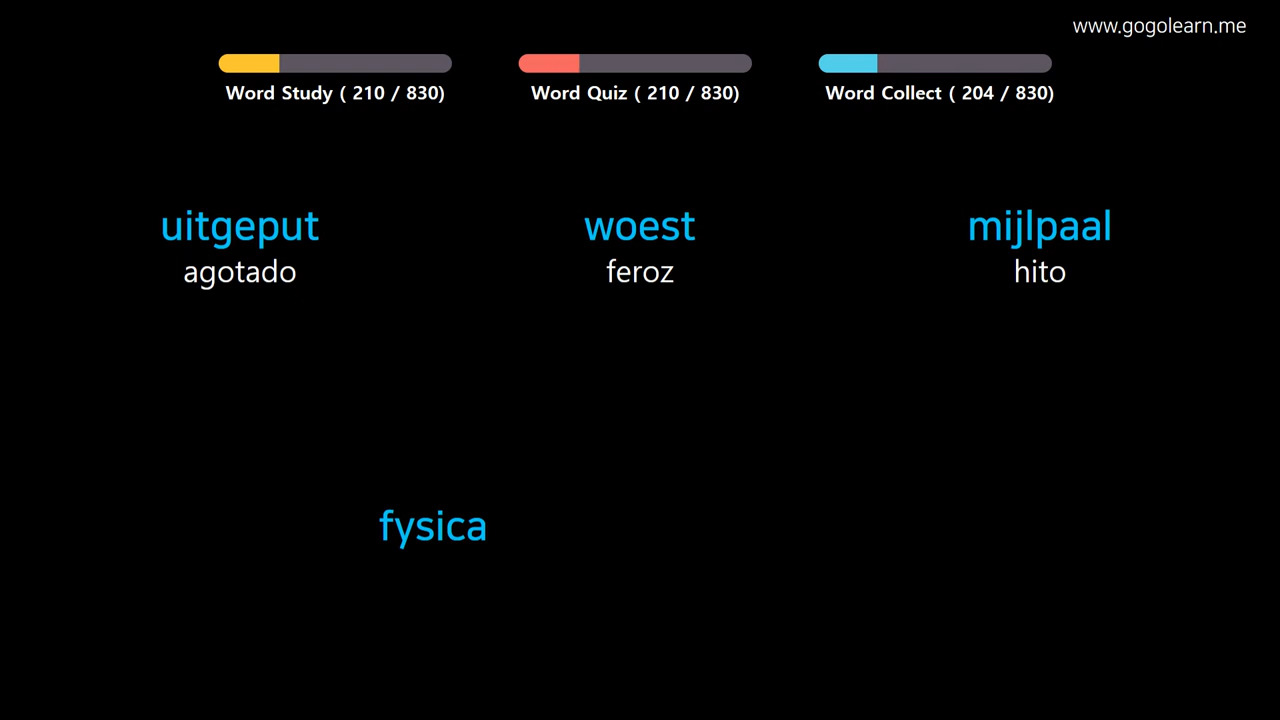 www.gogolearn.me
Word Study ( 210 / 830)
Word Quiz ( 210 / 830)
Word Collect ( 204 / 830)
uitgeput
woest
mijlpaal
agotado
feroz
hito
fysica